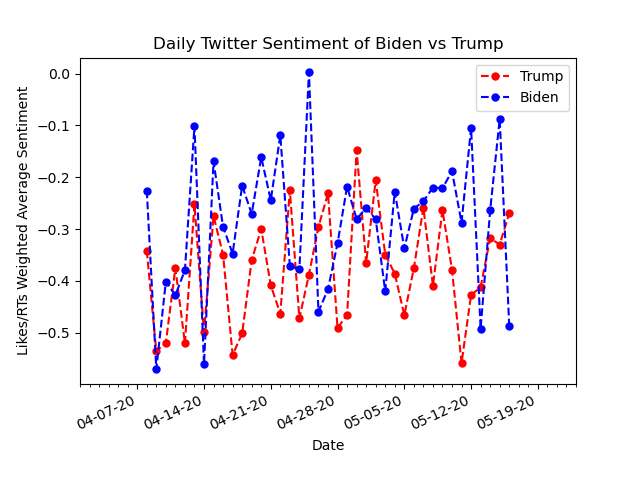 Daily Twitter Sentiment of Biden vs Trump
Trump
Biden
Likes/RTs Weighted Average Sentiment
0.0
−0.1
−0.2
−0.3
−0.4
−0.5
04-07-20
04-14-20
04-21-20
04-28-20
05-05-20
05-12-20
05-19-20
Date